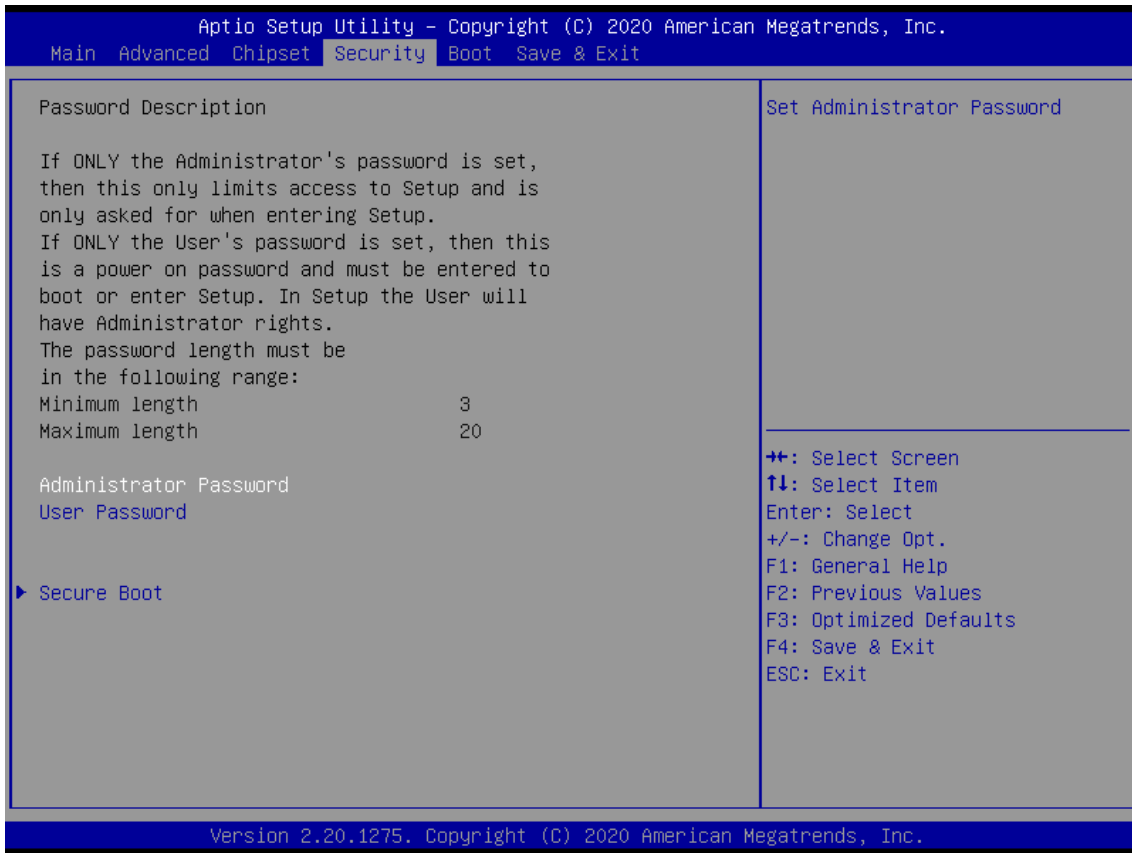 Aptio Setup Utility – Copyright (C) 2020 American Megatrends, Inc.
Main Advanced Chipset Security Boot Save & Exit
Password Description
If ONLY the Administrator's password is set,
then this only limits access to Setup and is
only asked for when entering Setup.
If ONLY the User's password is set, then this
is a power on password and must be entered to
boot or enter Setup. In Setup the User will
have Administrator rights.
The password length must be
in the following range:
Minimum length 3
Maximum length 20
Administrator Password
User Password
▶ Secure Boot
Set Administrator Password
→←: Select Screen
↑↓: Select Item
Enter: Select
+/-: Change Opt.
F1: General Help
F2: Previous Values
F3: Optimized Defaults
F4: Save & Exit
ESC: Exit
Version 2.20.1275. Copyright (C) 2020 American Megatrends, Inc.